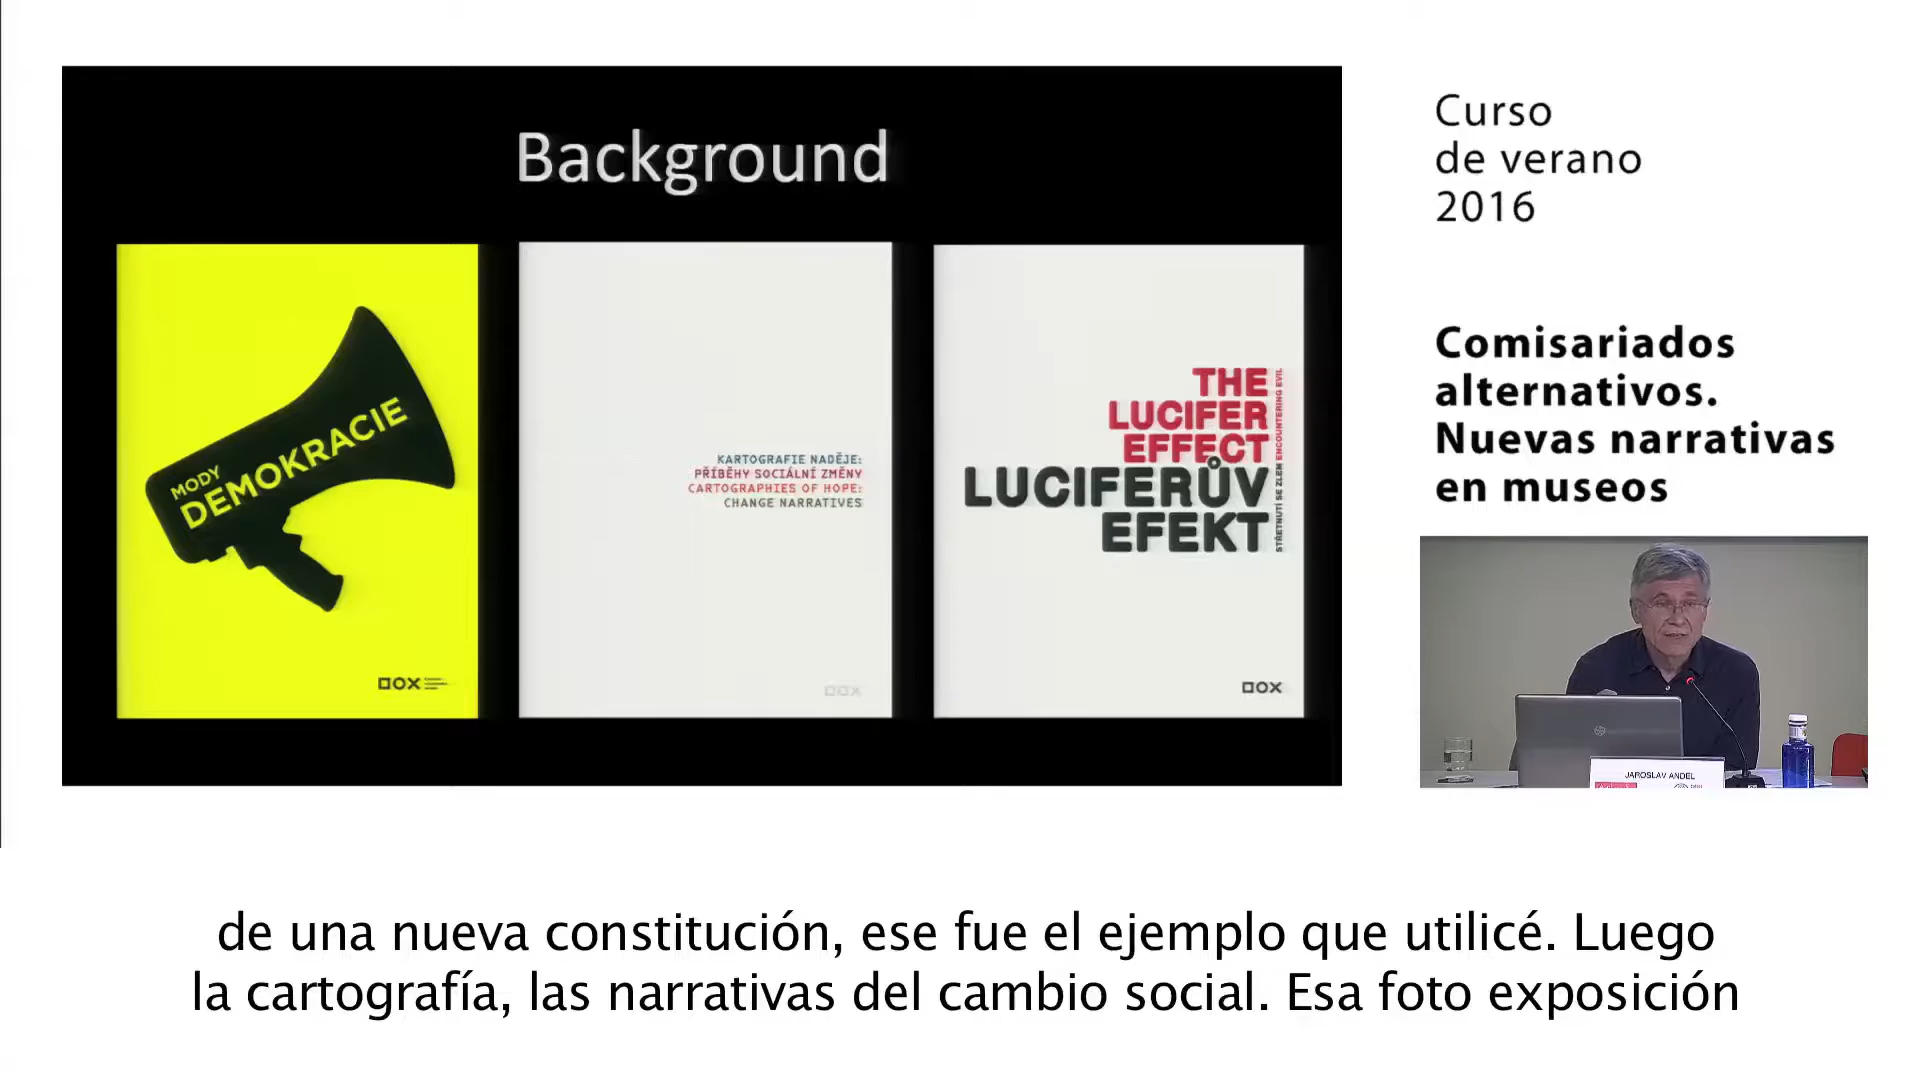 Background
MODY
DEMOKRACIE
DOX
KARTOGRAFIE NADĚJE:
PŘÍBĚHY SOCIÁLNÍ ZMĚNY
CARTOGRAPHIES OF HOPE:
CHANGE NARRATIVES
DOX
THE
LUCIFER
EFFECT
LUCIFERŮV
EFEKT
STŘETNUTÍ SE ZLEM ENCOUNTERING EVIL
DOX
Curso
de verano
2016
Comisariados
alternativos.
Nuevas narrativas
en museos
JAROSLAV ANDEL
de una nueva constitución, ese fue el ejemplo que utilicé. Luego
la cartografía, las narrativas del cambio social. Esa foto exposición